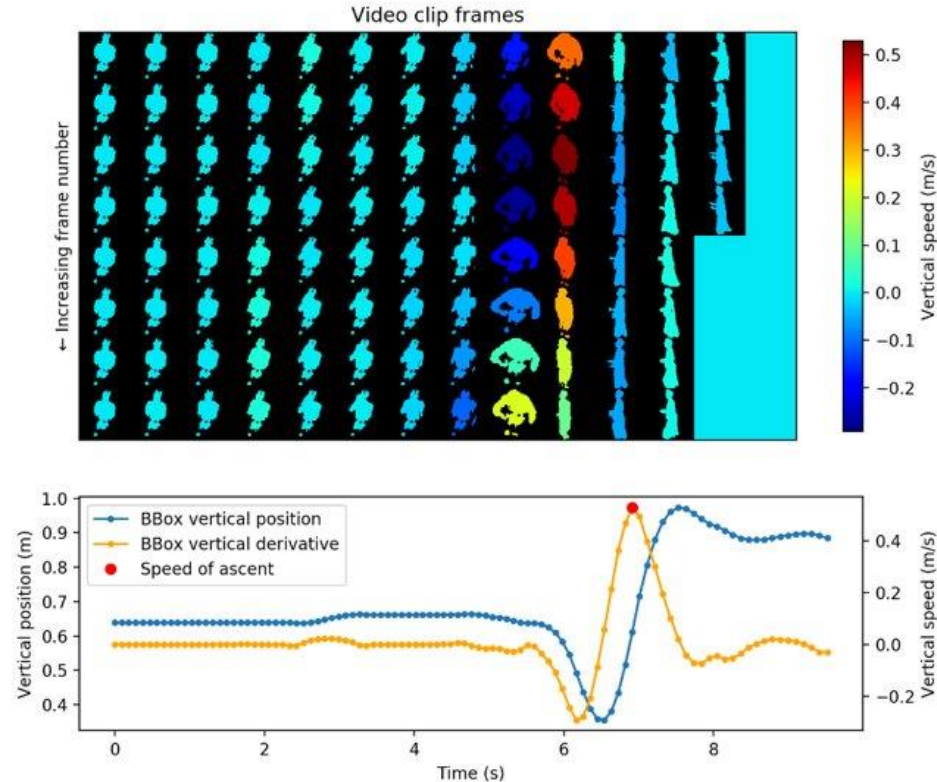 Video clip frames
← Increasing frame number
0.5
0.4
0.3
0.2
0.1
0.0
−0.1
−0.2
Vertical speed (m/s)
BBox vertical position
BBox vertical derivative
Speed of ascent
1.0
0.9
0.8
0.7
0.6
0.5
0.4
Vertical position (m)
0.4
0.2
0.0
−0.2
Vertical speed (m/s)
0 2 4 6 8
Time (s)